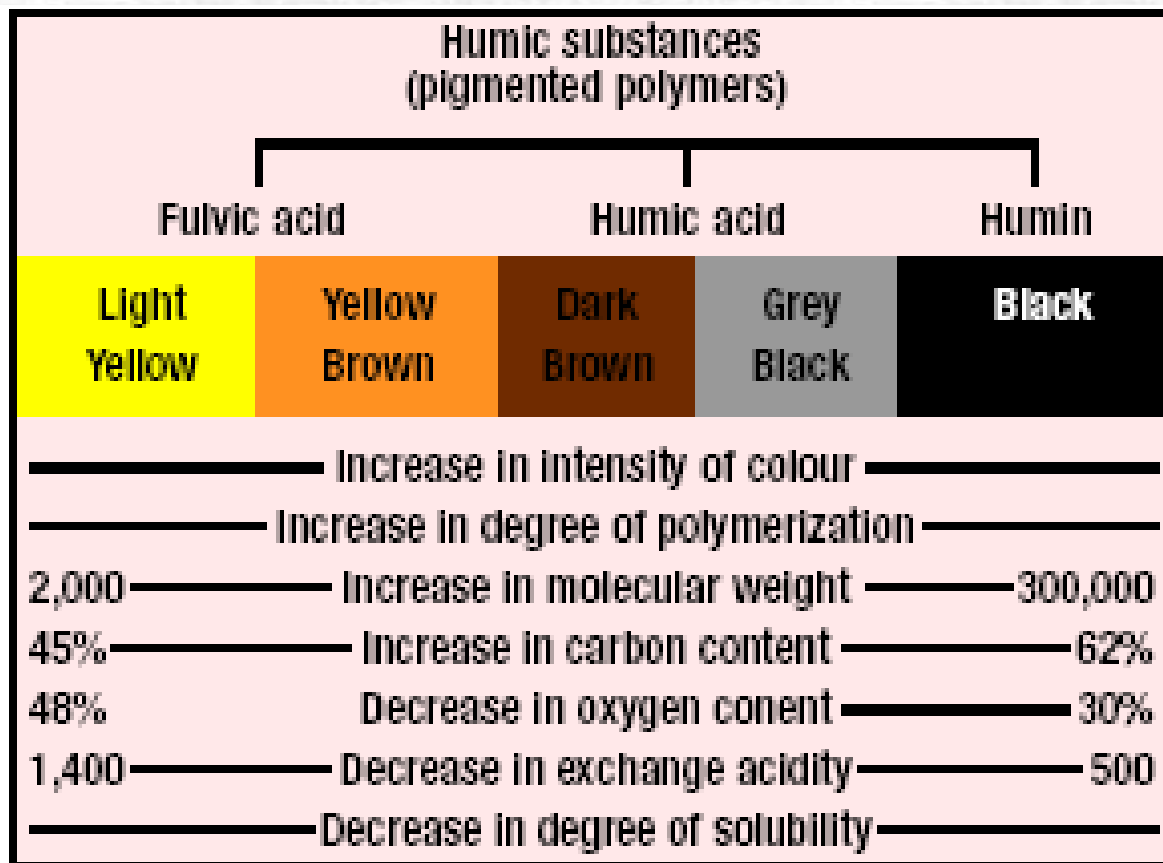 Humic substances
(pigmented polymers)
Fulvic acid Humic acid Humin
Light Yellow Dark Grey Black
Yellow Brown Brown Black
Increase in intensity of colour
Increase in degree of polymerization
2,000 Increase in molecular weight 300,000
45% Increase in carbon content 62%
48% Decrease in oxygen conent 30%
1,400 Decrease in exchange acidity 500
Decrease in degree of solubility